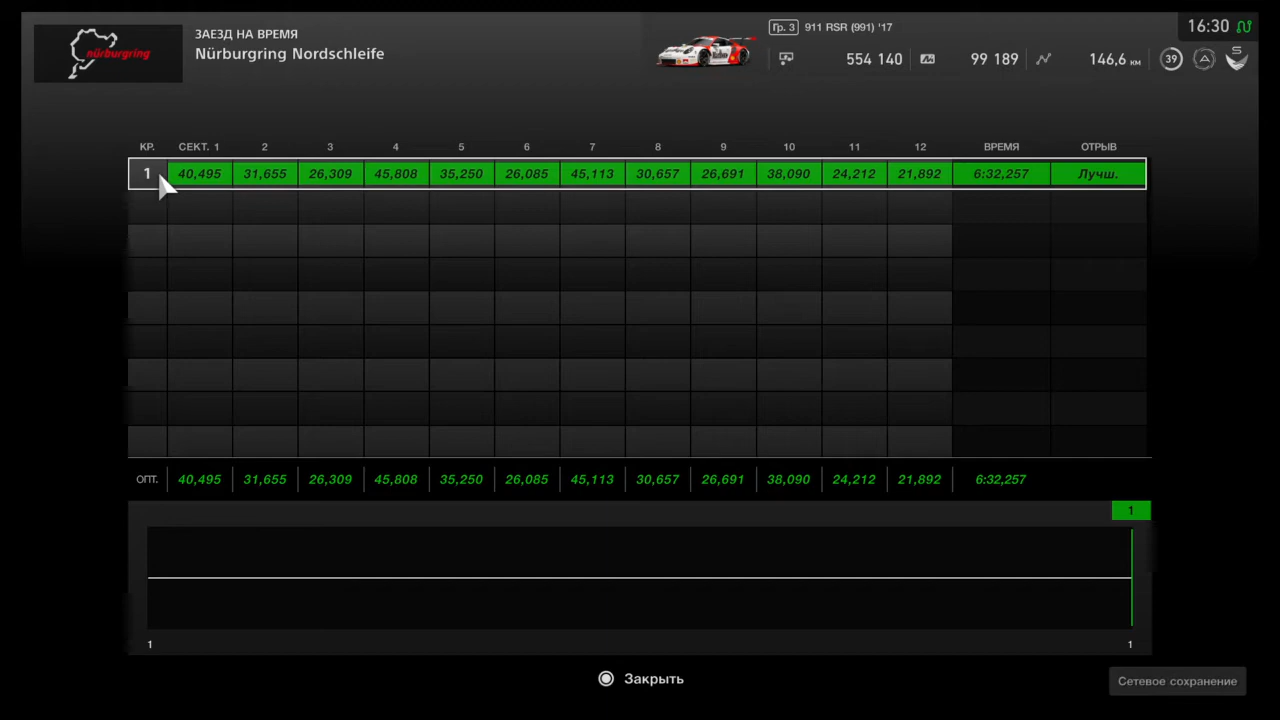 nürburgring
ЗАЕЗД НА ВРЕМЯ
Nürburgring Nordschleife
Гр. 3 911 RSR (991) '17
554 140 99 189 146,6 км 39 S
16:30
КР. СЕКТ. 1 2 3 4 5 6 7 8 9 10 11 12 ВРЕМЯ ОТРЫВ
1 40,495 31,655 26,309 45,808 35,250 26,085 45,113 30,657 26,691 38,090 24,212 21,892 6:32,257 Лучш.
ОПТ. 40,495 31,655 26,309 45,808 35,250 26,085 45,113 30,657 26,691 38,090 24,212 21,892 6:32,257
1
1 1
Закрыть
Сетевое сохранение